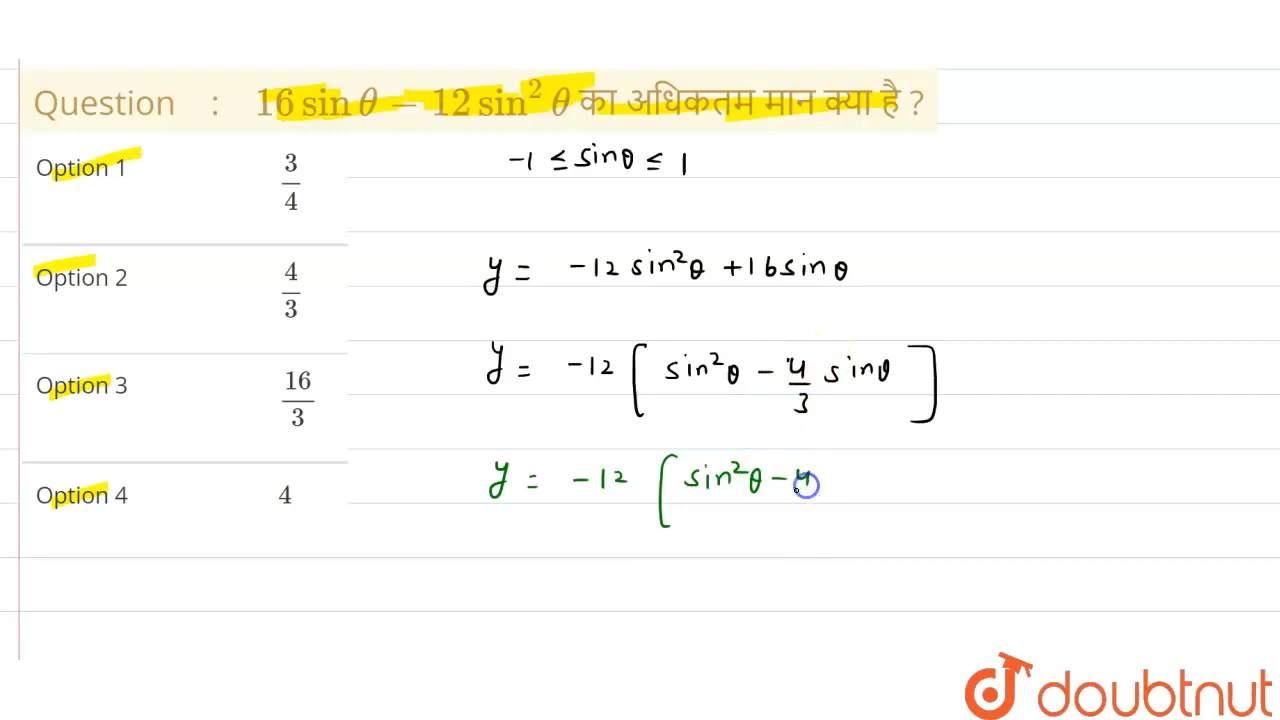 Question : 16 sin θ − 12 sin² θ का अधिकतम मान क्या है ?
Option 1 3/4
-1 ≤ sinθ ≤ 1
Option 2 4/3
y = -12 sin²θ + 16 sinθ
y = -12 [ sin²θ - 4/3 sinθ ]
Option 3 16/3
y = -12 [ sin²θ - 4
Option 4 4
doubtnut